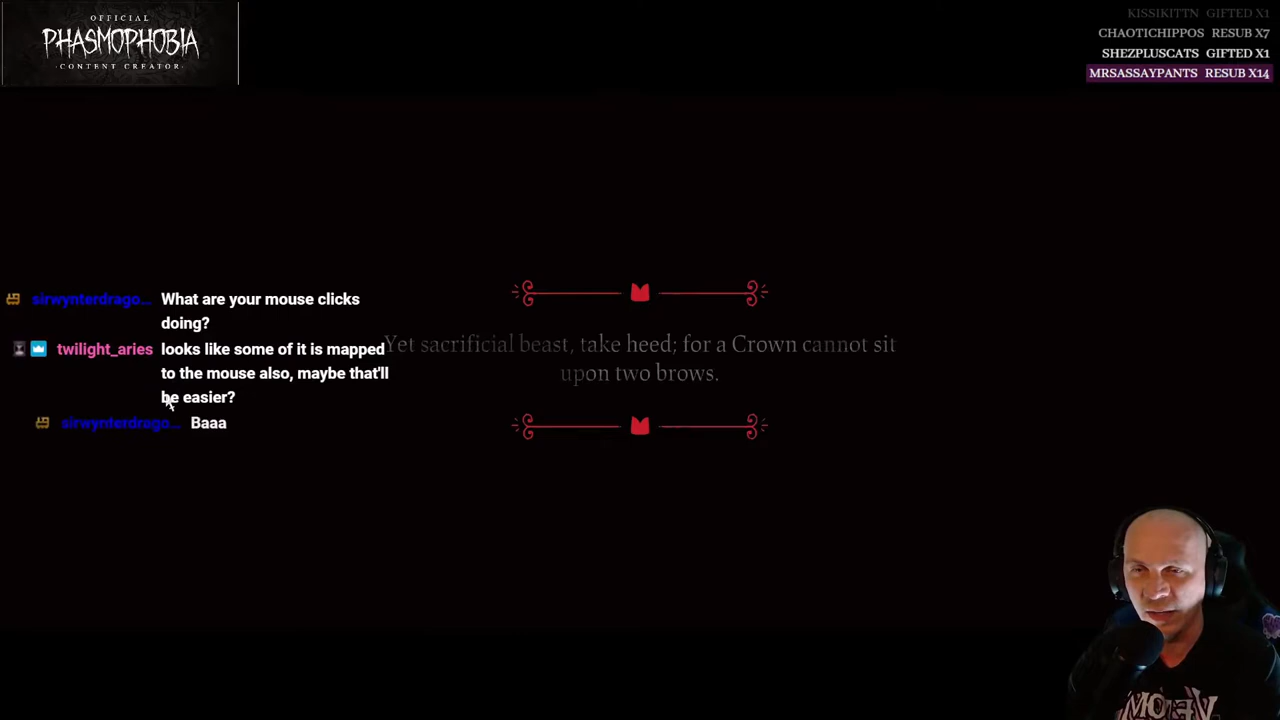 OFFICIAL
PHASMOPHOBIA
·CONTENT CREATOR·
KISSIKITTN GIFTED X1
CHAOTICHIPPOS RESUB X7
SHEZPLUSCATS GIFTED X1
MRSASSAYPANTS RESUB X14
sirwynterdrago... What are your mouse clicks
doing?
twilight_aries looks like some of it is mapped
to the mouse also, maybe that'll
be easier?
sirwynterdrago... Baaa
Yet sacrificial beast, take heed; for a Crown cannot sit
upon two brows.